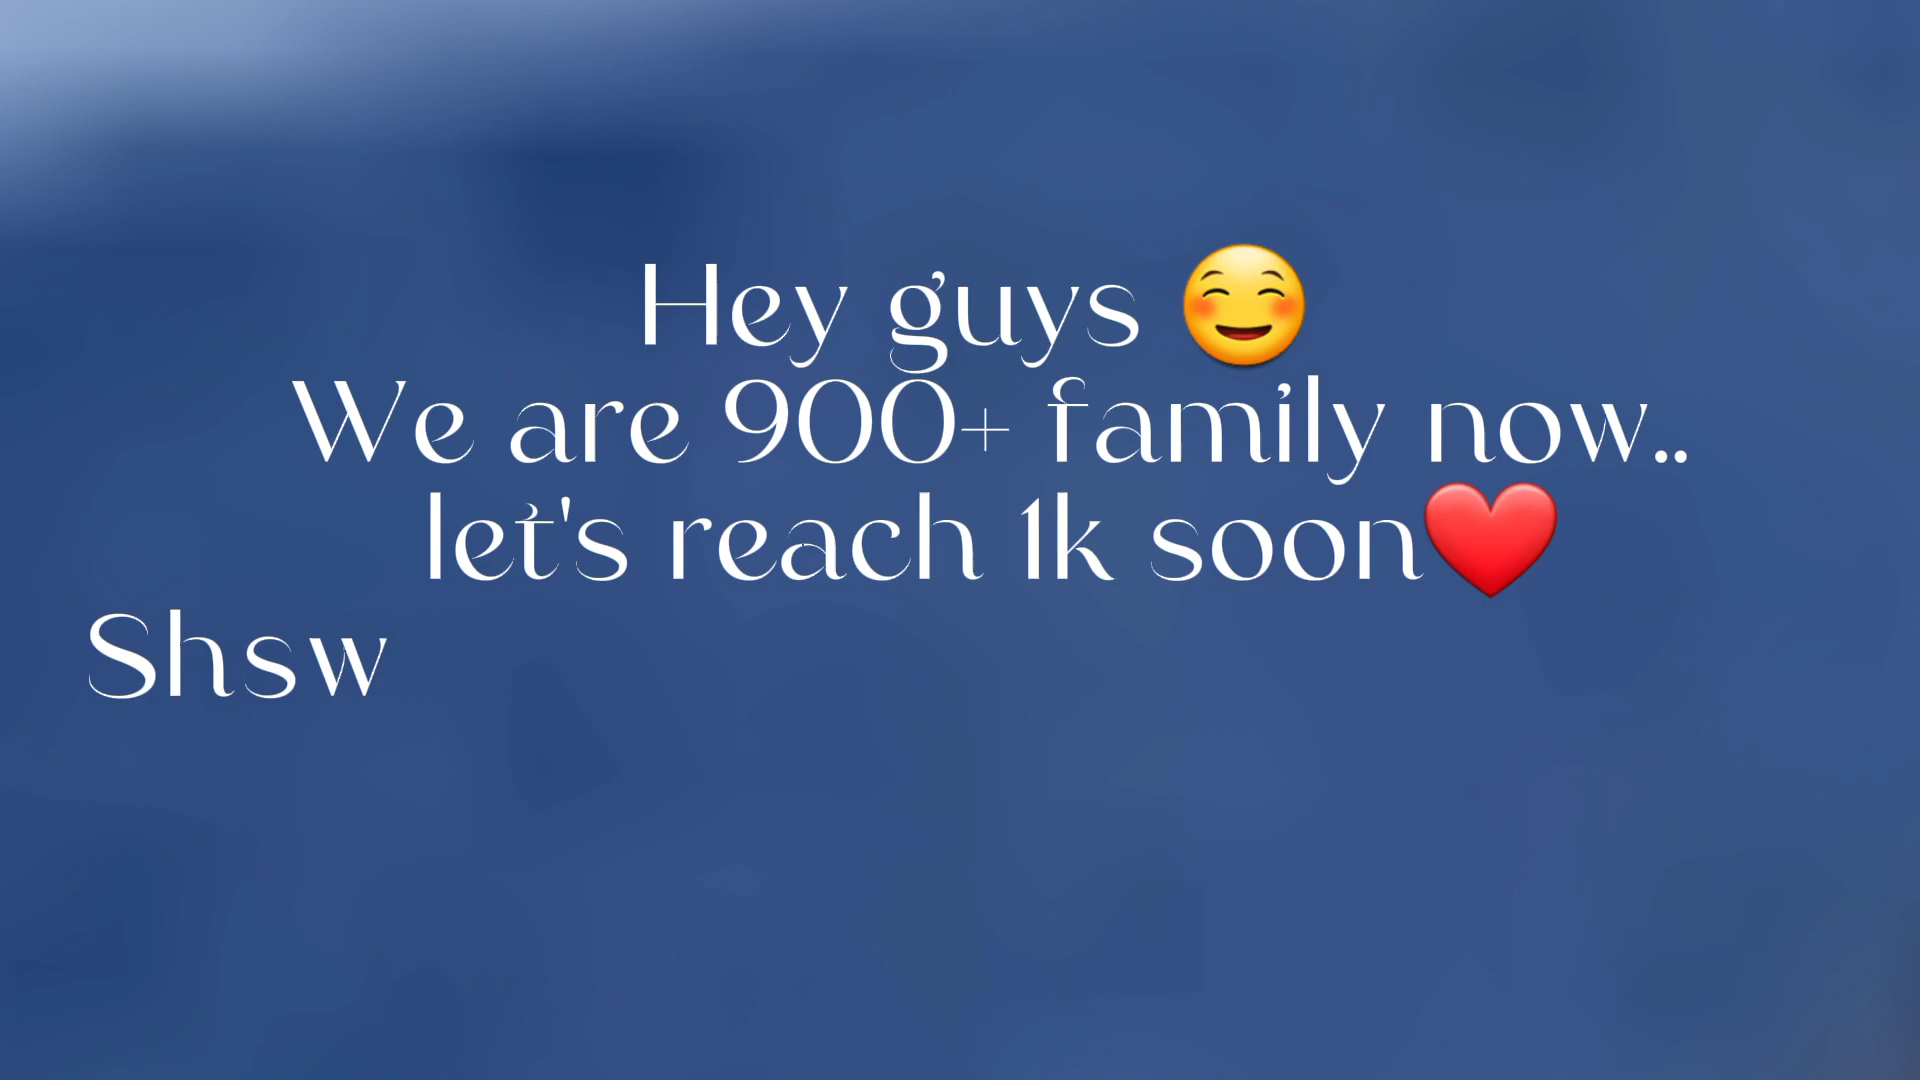 Hey guys 😊
We are 900+ family now..
let's reach 1k soon❤️
Shsw